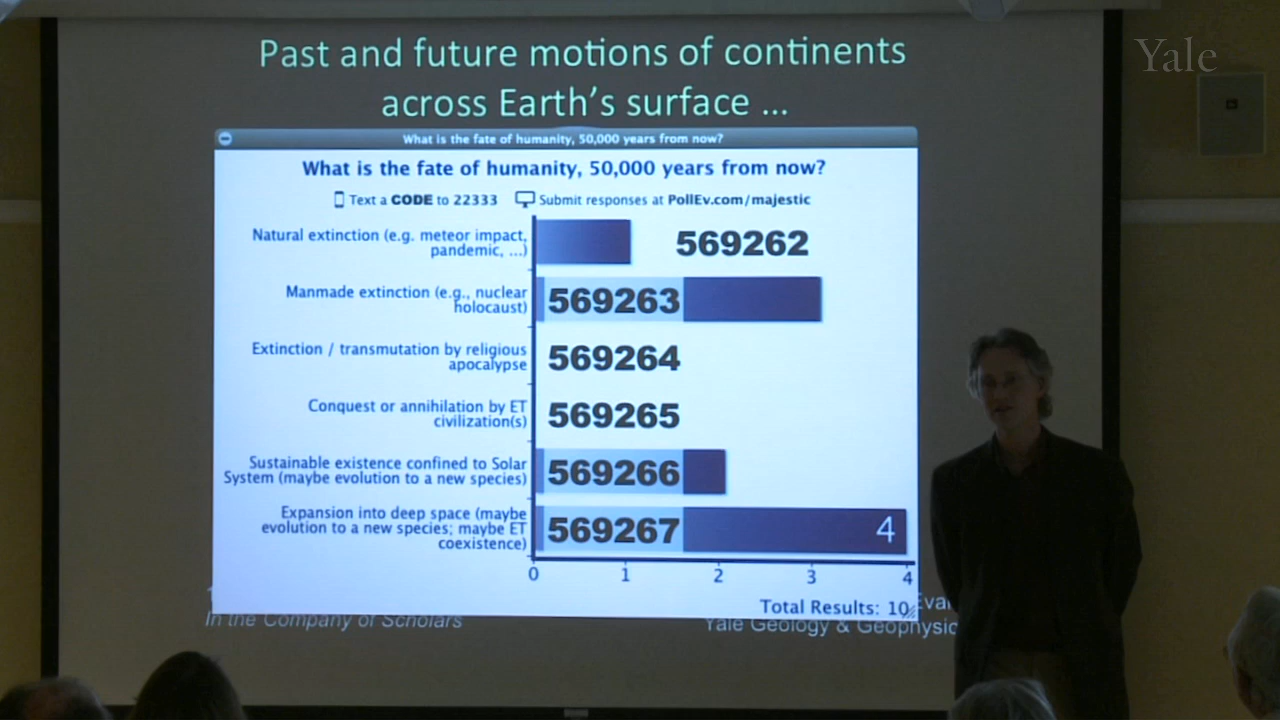 Past and future motions of continents
across Earth's surface ...
Yale
What is the fate of humanity, 50,000 years from now?
What is the fate of humanity, 50,000 years from now?
Text a CODE to 22333 Submit responses at PollEv.com/majestic
Natural extinction (e.g. meteor impact,
pandemic, ...)
569262
Manmade extinction (e.g., nuclear
holocaust)
569263
Extinction / transmutation by religious
apocalypse
569264
Conquest or annihilation by ET
civilization(s)
569265
Sustainable existence confined to Solar
System (maybe evolution to a new species)
569266
Expansion into deep space (maybe
evolution to a new species; maybe ET
coexistence)
569267
4
0 1 2 3 4
Total Results: 10
In the Company of Scholars
Yale Geology & Geophysic